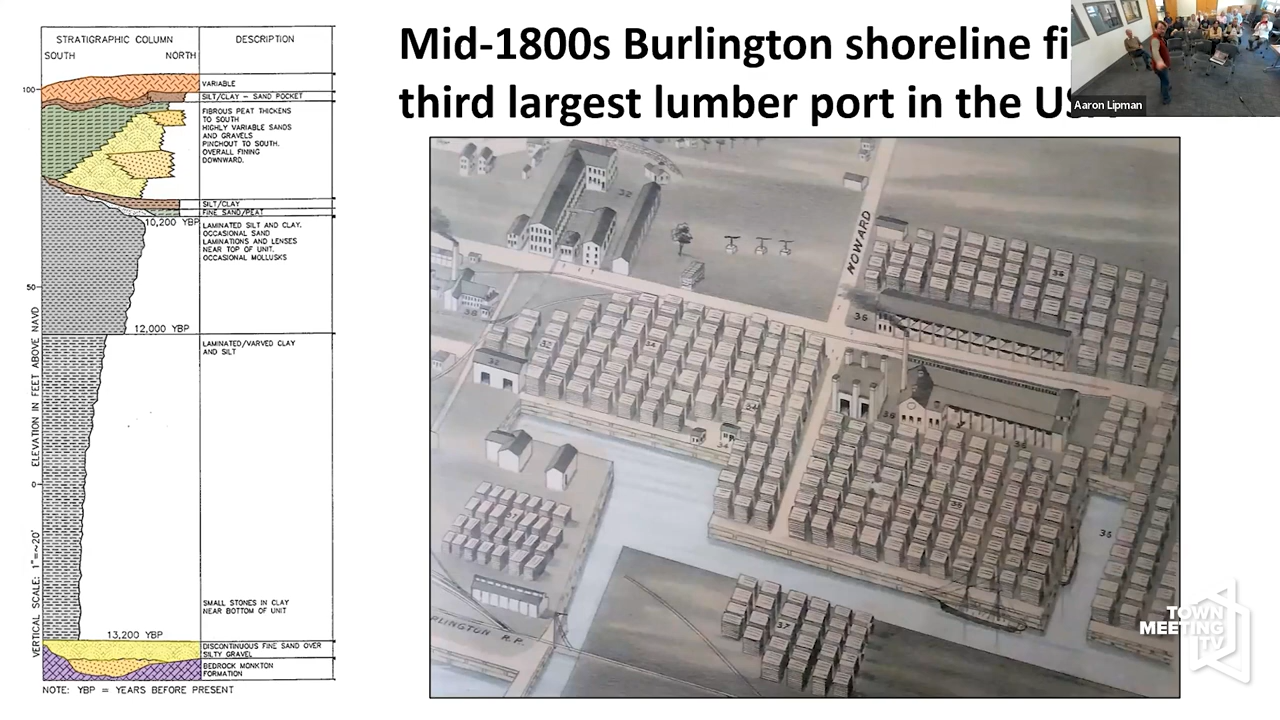 STRATIGRAPHIC COLUMN
SOUTH NORTH
DESCRIPTION
VARIABLE
SILT/CLAY - SAND POCKET
FIBROUS PEAT THICKENS
TO SOUTH
HIGHLY VARIABLE SANDS
AND GRAVELS
PINCHOUT TO SOUTH.
OVERALL FINING
DOWNWARD.
SILT/CLAY
FINE SAND/PEAT
10,200 YBP
LAMINATED SILT AND CLAY.
OCCASIONAL SAND
LAMINATIONS AND LENSES
NEAR TOP OF UNIT.
OCCASIONAL MOLLUSKS
12,000 YBP
LAMINATED/VARVED CLAY
AND SILT
SMALL STONES IN CLAY
NEAR BOTTOM OF UNIT
13,200 YBP
DISCONTINUOUS FINE SAND OVER
SILTY GRAVEL
BEDROCK MONKTON
FORMATION
NOTE: YBP = YEARS BEFORE PRESENT
100
50
0
ELEVATION IN FEET ABOVE NAVD
VERTICAL SCALE: 1"=~20'
Mid-1800s Burlington shoreline fi
third largest lumber port in the US
Aaron Lipman
HOWARD
32
36
36
34
35
37
37
35
RLINGTON R.R.
TOWN
MEETING
TV